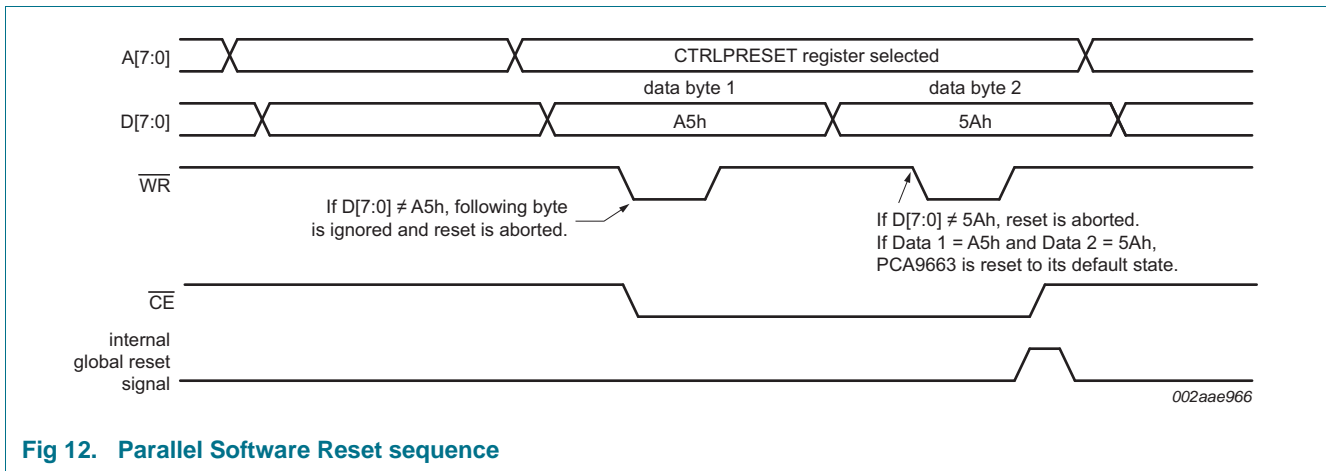 A[7:0]
CTRLPRESET register selected
data byte 1
data byte 2
D[7:0]
A5h
5Ah
WR
If D[7:0] ≠ A5h, following byte
is ignored and reset is aborted.
If D[7:0] ≠ 5Ah, reset is aborted.
If Data 1 = A5h and Data 2 = 5Ah,
PCA9663 is reset to its default state.
CE
internal
global reset
signal
002aae966
Fig 12. Parallel Software Reset sequence